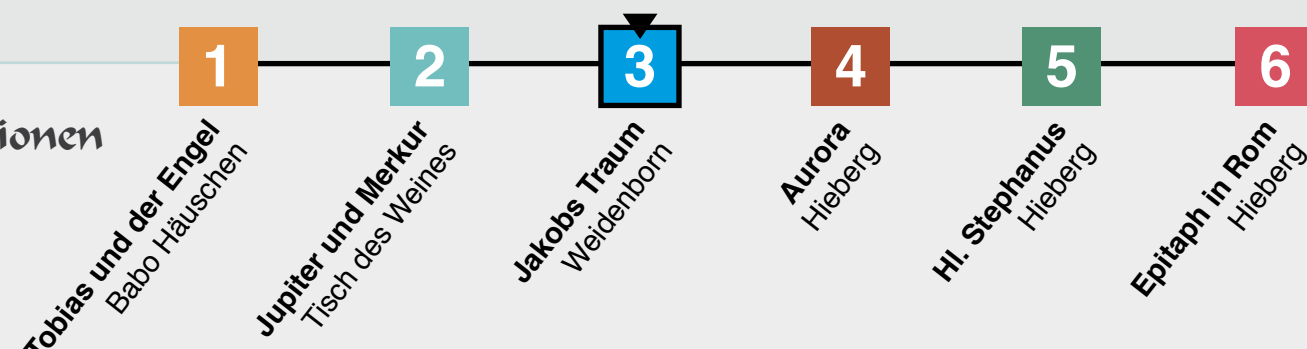 1
2
3
4
5
6
Tobias und der Engel
Babo Häuschen
Jupiter und Merkur
Tisch des Weines
Jakobs Traum
Weidenborn
Aurora
Hieberg
Hl. Stephanus
Hieberg
Epitaph in Rom
Hieberg